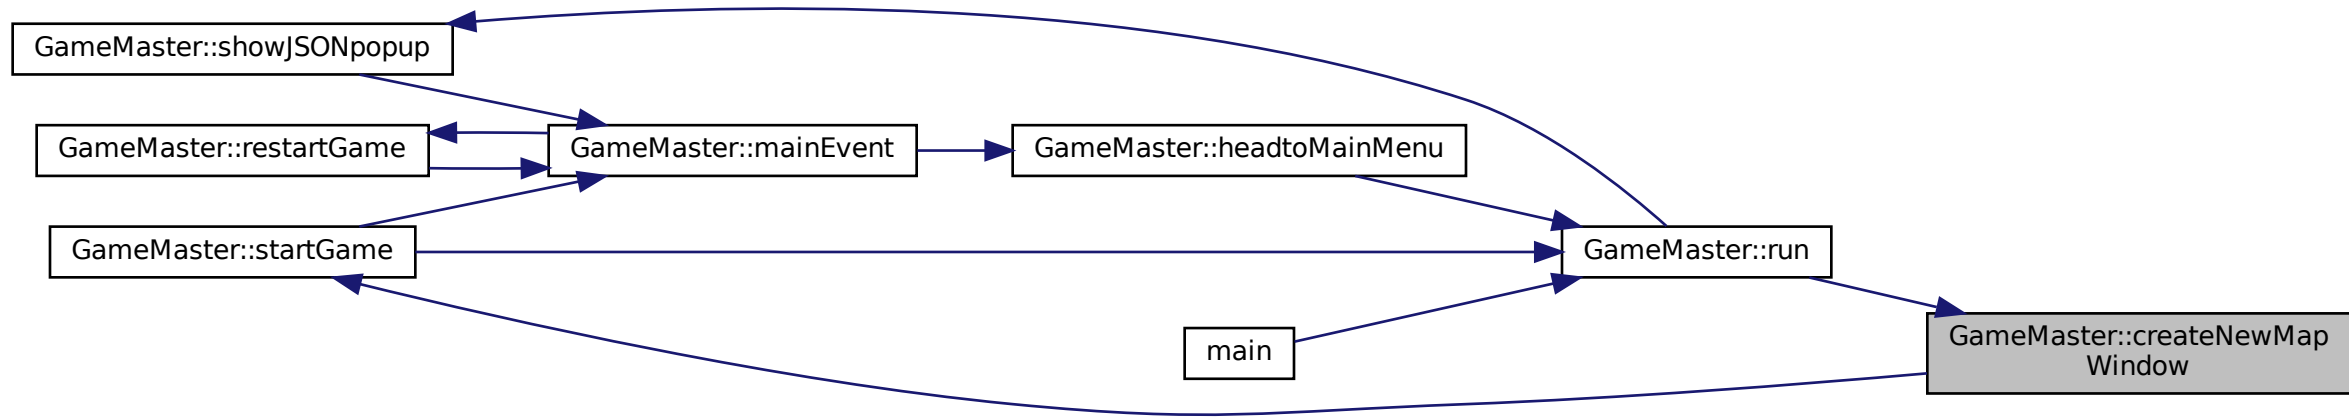 GameMaster::showJSONpopup
GameMaster::restartGame
GameMaster::mainEvent
GameMaster::headtoMainMenu
GameMaster::startGame
GameMaster::run
main
GameMaster::createNewMap
Window